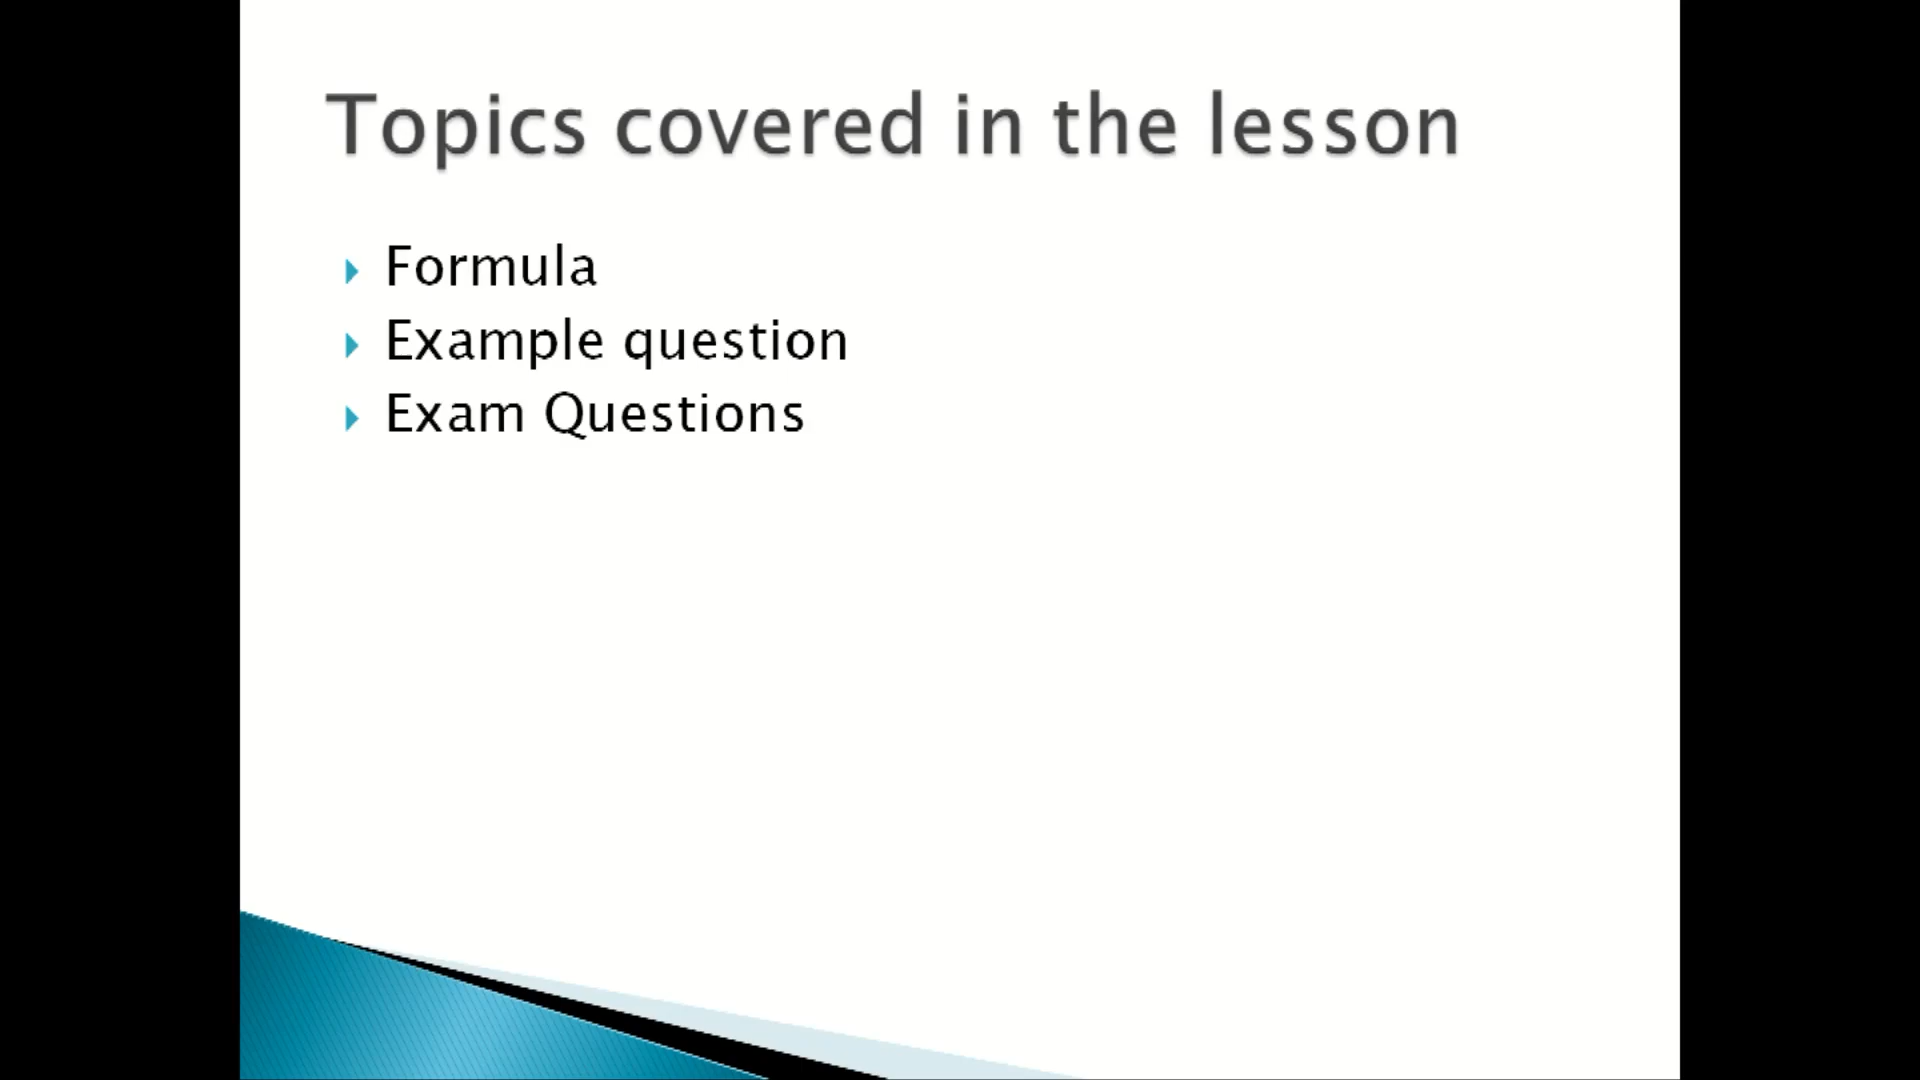 Topics covered in the lesson
Formula
Example question
Exam Questions